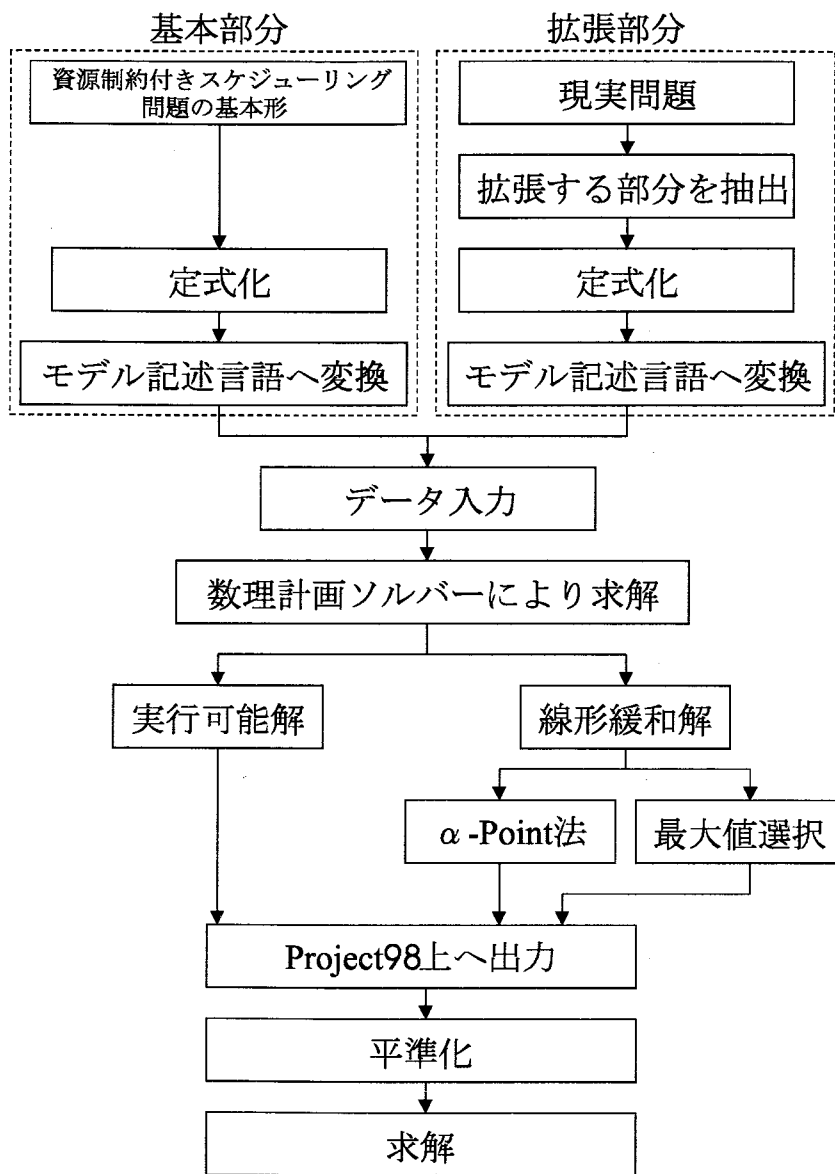 基本部分
資源制約付きスケジューリング
問題の基本形
定式化
モデル記述言語へ変換
拡張部分
現実問題
拡張する部分を抽出
定式化
モデル記述言語へ変換
データ入力
数理計画ソルバーにより求解
実行可能解
線形緩和解
α-Point法
最大値選択
Project98上へ出力
平準化
求解